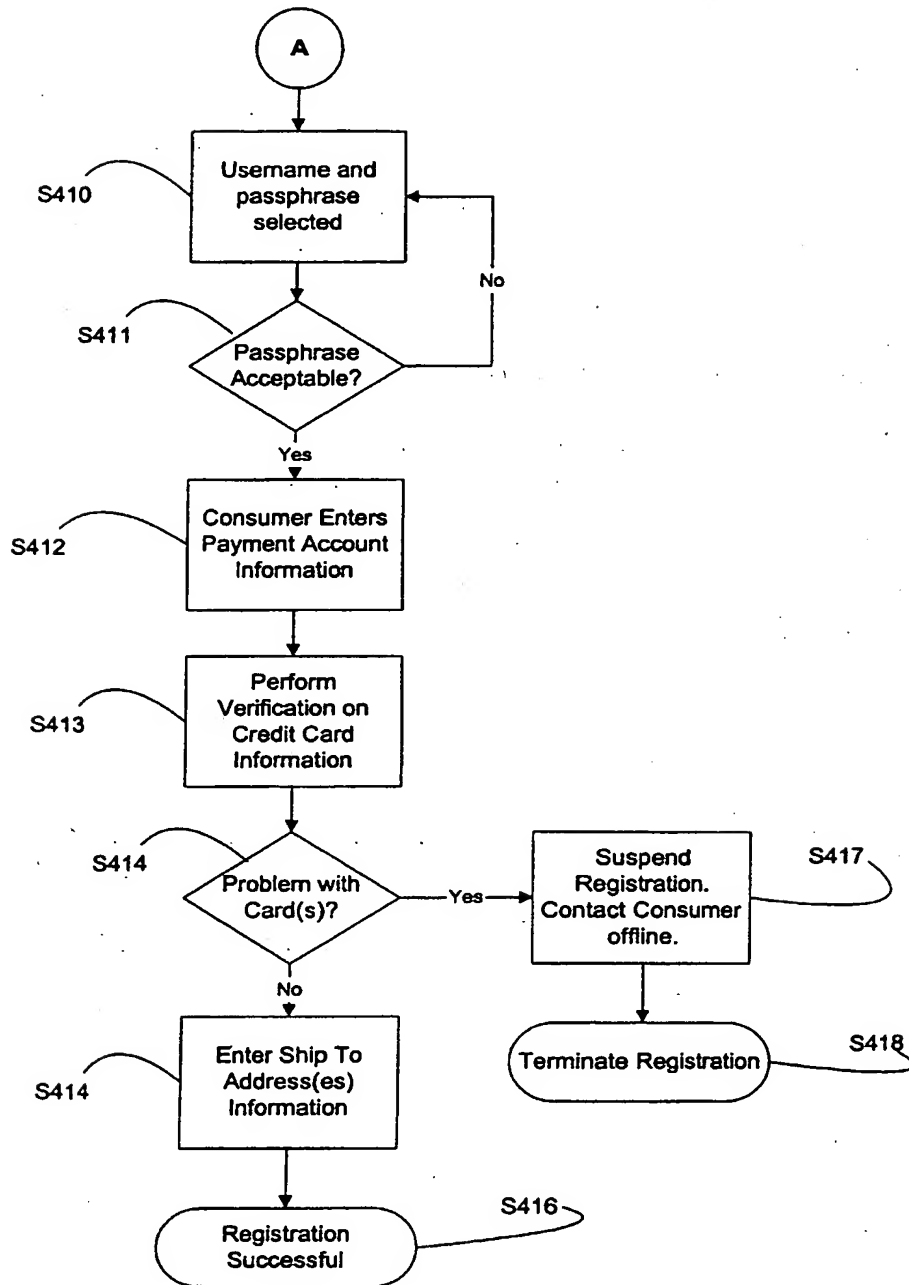 A
S410
Username and
passphrase
selected
No
S411
Passphrase
Acceptable?
Yes
S412
Consumer Enters
Payment Account
Information
S413
Perform
Verification on
Credit Card
Information
S414
Problem with
Card(s)?
Yes
Suspend
Registration.
Contact Consumer
offline.
S417
No
S414
Enter Ship To
Address(es)
Information
Terminate Registration
S418
Registration
Successful
S416